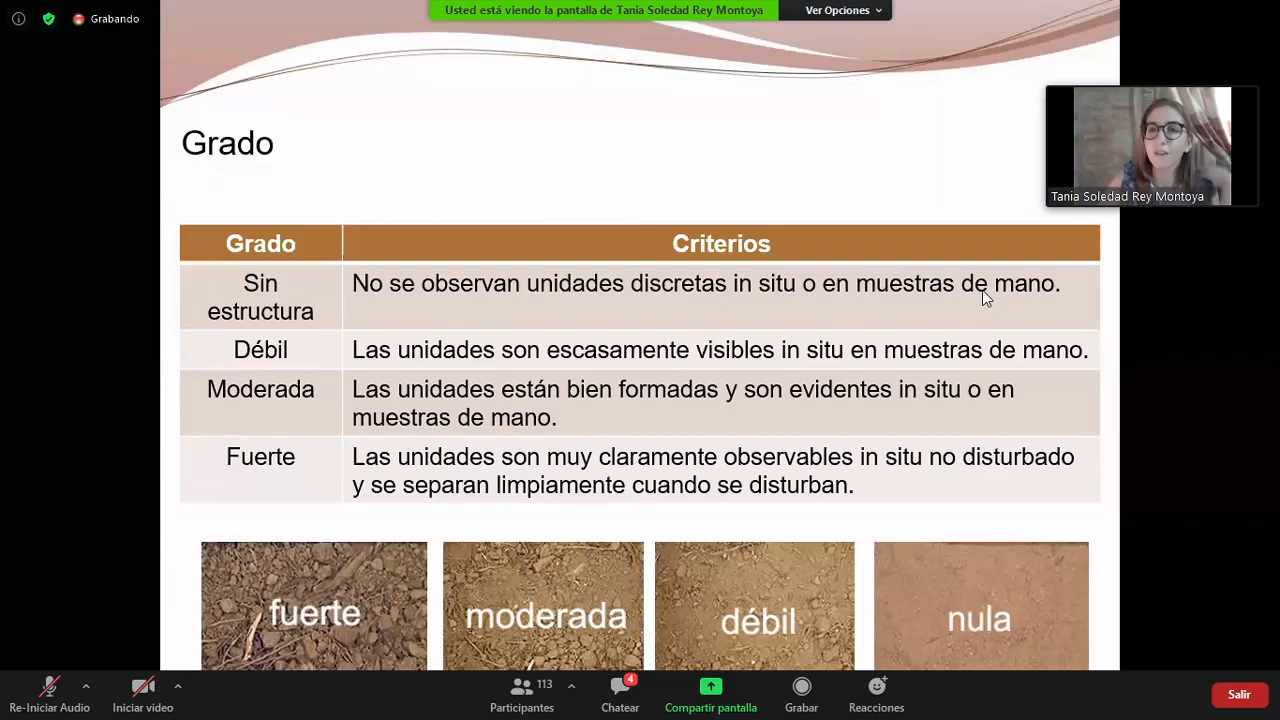 Grabando
Usted está viendo la pantalla de Tania Soledad Rey Montoya
Ver Opciones
Grado
Tania Soledad Rey Montoya
Grado
Criterios
Sin
estructura
No se observan unidades discretas in situ o en muestras de mano.
Débil
Las unidades son escasamente visibles in situ en muestras de mano.
Moderada
Las unidades están bien formadas y son evidentes in situ o en
muestras de mano.
Fuerte
Las unidades son muy claramente observables in situ no disturbado
y se separan limpiamente cuando se disturban.
fuerte
moderada
débil
nula
Re-Iniciar Audio
Iniciar video
113
Participantes
4
Chatear
Compartir pantalla
Grabar
Reacciones
Salir